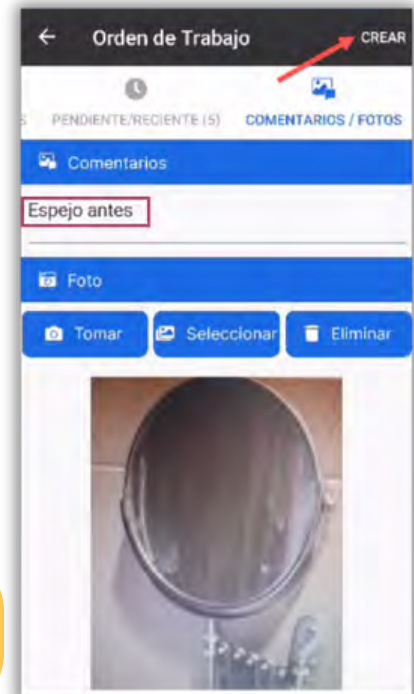 Orden de Trabajo CREAR
S PENDIENTE/RECIENTE (5) COMENTARIOS / FOTOS
Comentarios
Espejo antes
Foto
Tomar Seleccionar Eliminar